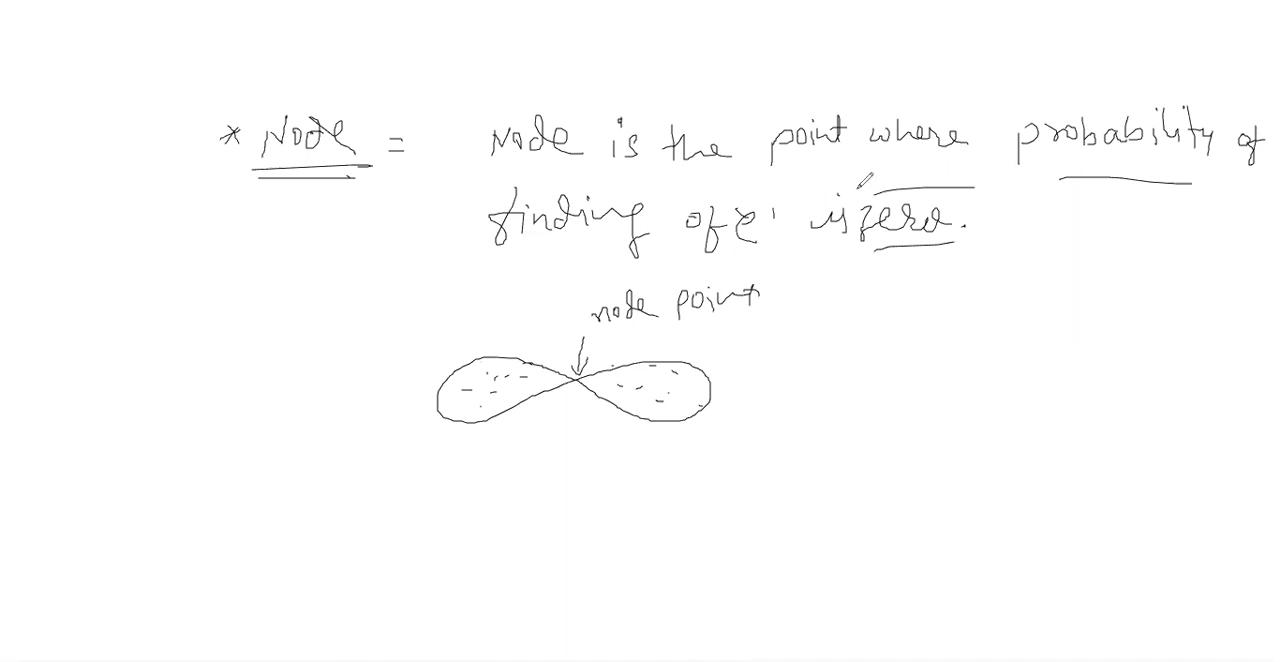 * Node = Node is the point where probability of
finding of e' is zero.
node point